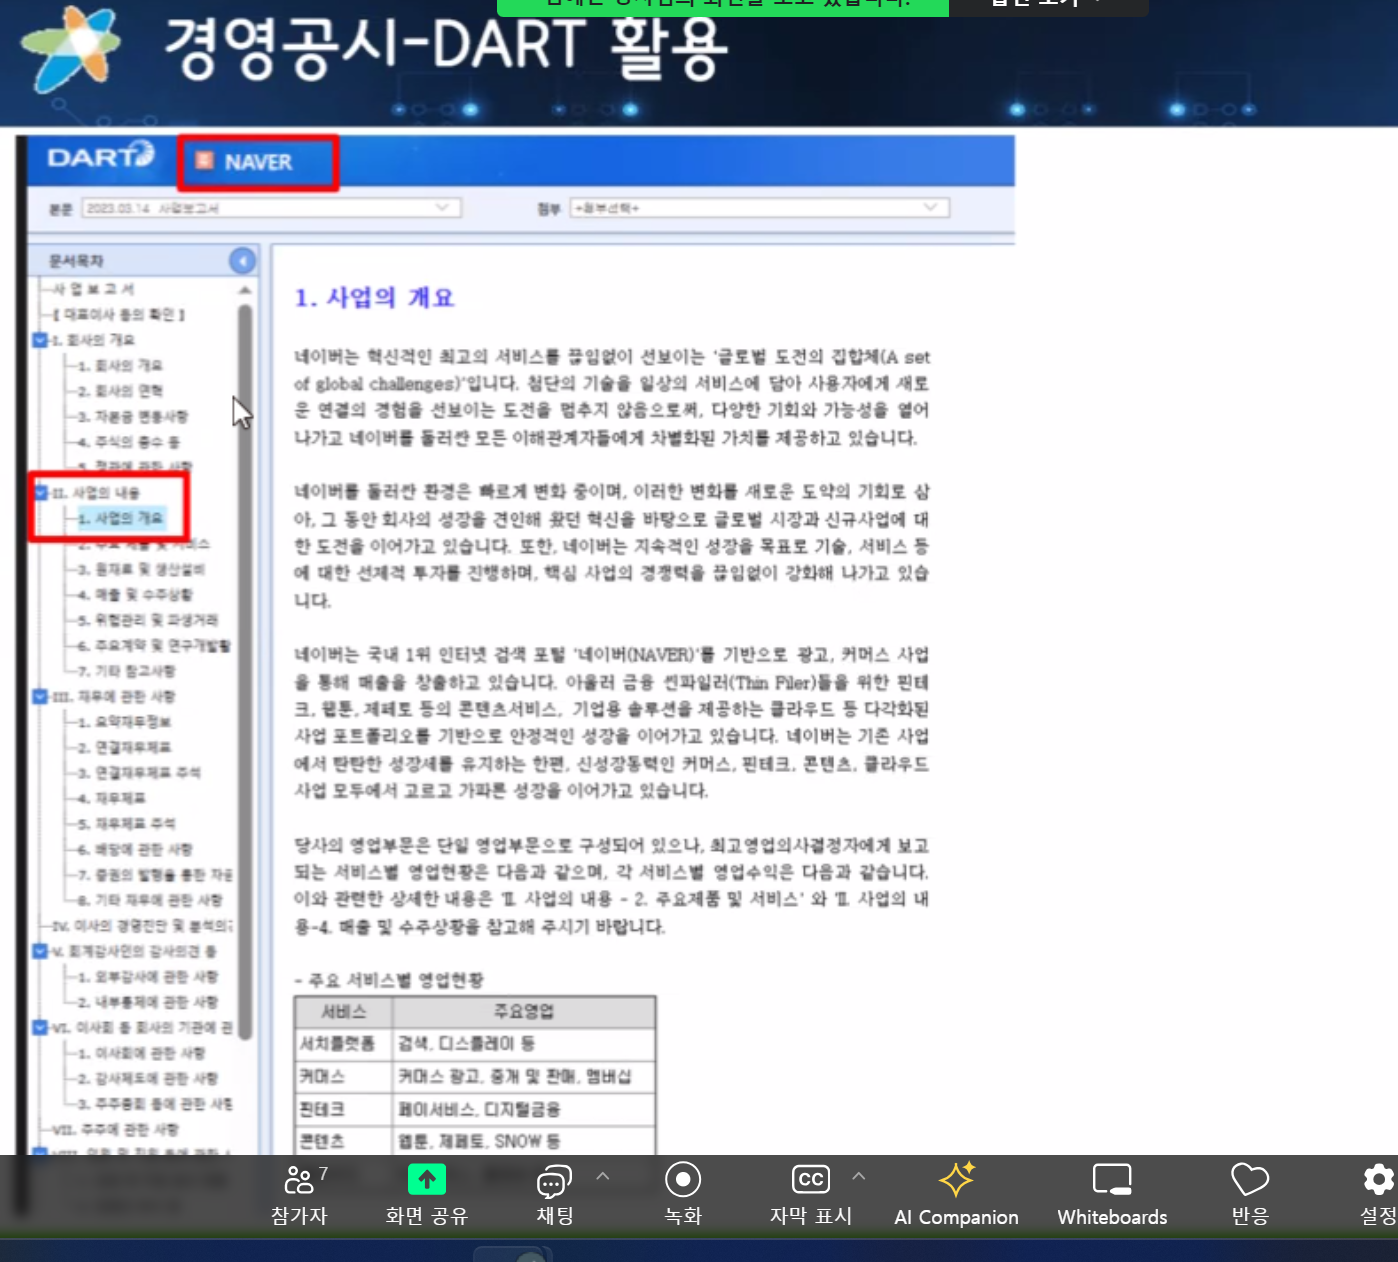 경영공시-DART 활용
DART
NAVER
본문 2023.03.14 사업보고서
첨부 +첨부선택+
문서목차
사 업 보 고 서
【 대표이사 등의 확인 】
I. 회사의 개요
1. 회사의 개요
2. 회사의 연혁
3. 자본금 변동사항
4. 주식의 총수 등
5. 정관에 관한 사항
II. 사업의 내용
1. 사업의 개요
2. 주요 제품 및 서비스
3. 원재료 및 생산설비
4. 매출 및 수주상황
5. 위험관리 및 파생거래
6. 주요계약 및 연구개발활
7. 기타 참고사항
III. 재무에 관한 사항
1. 요약재무정보
2. 연결재무제표
3. 연결재무제표 주석
4. 재무제표
5. 재무제표 주석
6. 배당에 관한 사항
7. 증권의 발행을 통한 자금
8. 기타 재무에 관한 사항
IV. 이사의 경영진단 및 분석의
V. 회계감사인의 감사의견 등
1. 외부감사에 관한 사항
2. 내부통제에 관한 사항
VI. 이사회 등 회사의 기관에 관
1. 이사회에 관한 사항
2. 감사제도에 관한 사항
3. 주주총회 등에 관한 사항
VII. 주주에 관한 사항
1. 사업의 개요
네이버는 혁신적인 최고의 서비스를 끊임없이 선보이는 '글로벌 도전의 집합체(A set
of global challenges)'입니다. 첨단의 기술을 일상의 서비스에 담아 사용자에게 새로
운 연결의 경험을 선보이는 도전을 멈추지 않음으로써, 다양한 기회와 가능성을 열어
나가고 네이버를 둘러싼 모든 이해관계자들에게 차별화된 가치를 제공하고 있습니다.
네이버를 둘러싼 환경은 빠르게 변화 중이며, 이러한 변화를 새로운 도약의 기회로 삼
아, 그 동안 회사의 성장을 견인해 왔던 혁신을 바탕으로 글로벌 시장과 신규사업에 대
한 도전을 이어가고 있습니다. 또한, 네이버는 지속적인 성장을 목표로 기술, 서비스 등
에 대한 선제적 투자를 진행하며, 핵심 사업의 경쟁력을 끊임없이 강화해 나가고 있습
니다.
네이버는 국내 1위 인터넷 검색 포털 '네이버(NAVER)'를 기반으로 광고, 커머스 사업
을 통해 매출을 창출하고 있습니다. 아울러 금융 씬파일러(Thin Filer)들을 위한 핀테
크, 웹툰, 제페토 등의 콘텐츠서비스, 기업용 솔루션을 제공하는 클라우드 등 다각화된
사업 포트폴리오를 기반으로 안정적인 성장을 이어가고 있습니다. 네이버는 기존 사업
에서 탄탄한 성장세를 유지하는 한편, 신성장동력인 커머스, 핀테크, 콘텐츠, 클라우드
사업 모두에서 고르고 가파른 성장을 이어가고 있습니다.
당사의 영업부문은 단일 영업부문으로 구성되어 있으나, 최고영업의사결정자에게 보고
되는 서비스별 영업현황은 다음과 같으며, 각 서비스별 영업수익은 다음과 같습니다.
이와 관련한 상세한 내용은 'II. 사업의 내용 - 2. 주요제품 및 서비스' 와 'II. 사업의 내
용-4. 매출 및 수주상황을 참고해 주시기 바랍니다.
- 주요 서비스별 영업현황
서비스 주요영업
서치플랫폼 검색, 디스플레이 등
커머스 커머스 광고, 중개 및 판매, 멤버십
핀테크 페이서비스, 디지털금융
콘텐츠 웹툰, 제페토, SNOW 등
참가자 7
화면 공유
채팅
녹화
CC 자막 표시
AI Companion
Whiteboards
반응
설정